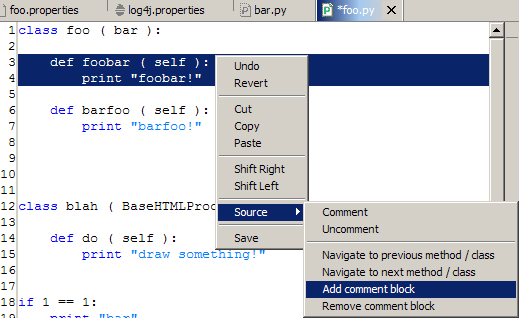 foo.properties log4j.properties bar.py *foo.py
1 class foo ( bar ):
2
3 def foobar ( self ):
4 print "foobar!"
5
6 def barfoo ( self ):
7 print "barfoo!"
8
9
10
11
12 class blah ( BaseHTMLProc
13
14 def do ( self ):
15 print "draw something!"
16
17
18 if 1 == 1:
19 print "bar"
Undo
Revert
Cut
Copy
Paste
Shift Right
Shift Left
Source
Save
Comment
Uncomment
Navigate to previous method / class
Navigate to next method / class
Add comment block
Remove comment block